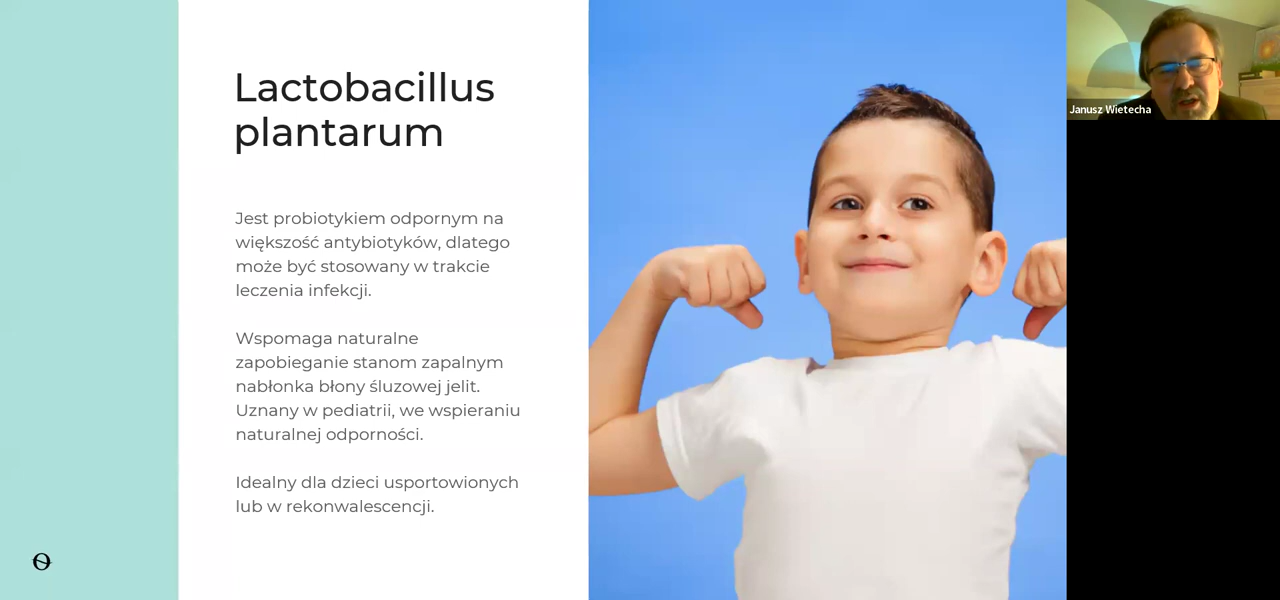 Lactobacillus
plantarum
Jest probiotykiem odpornym na
większość antybiotyków, dlatego
może być stosowany w trakcie
leczenia infekcji.
Wspomaga naturalne
zapobieganie stanom zapalnym
nabłonka błony śluzowej jelit.
Uznany w pediatrii, we wspieraniu
naturalnej odporności.
Idealny dla dzieci usportowionych
lub w rekonwalescencji.
Janusz Wietecha